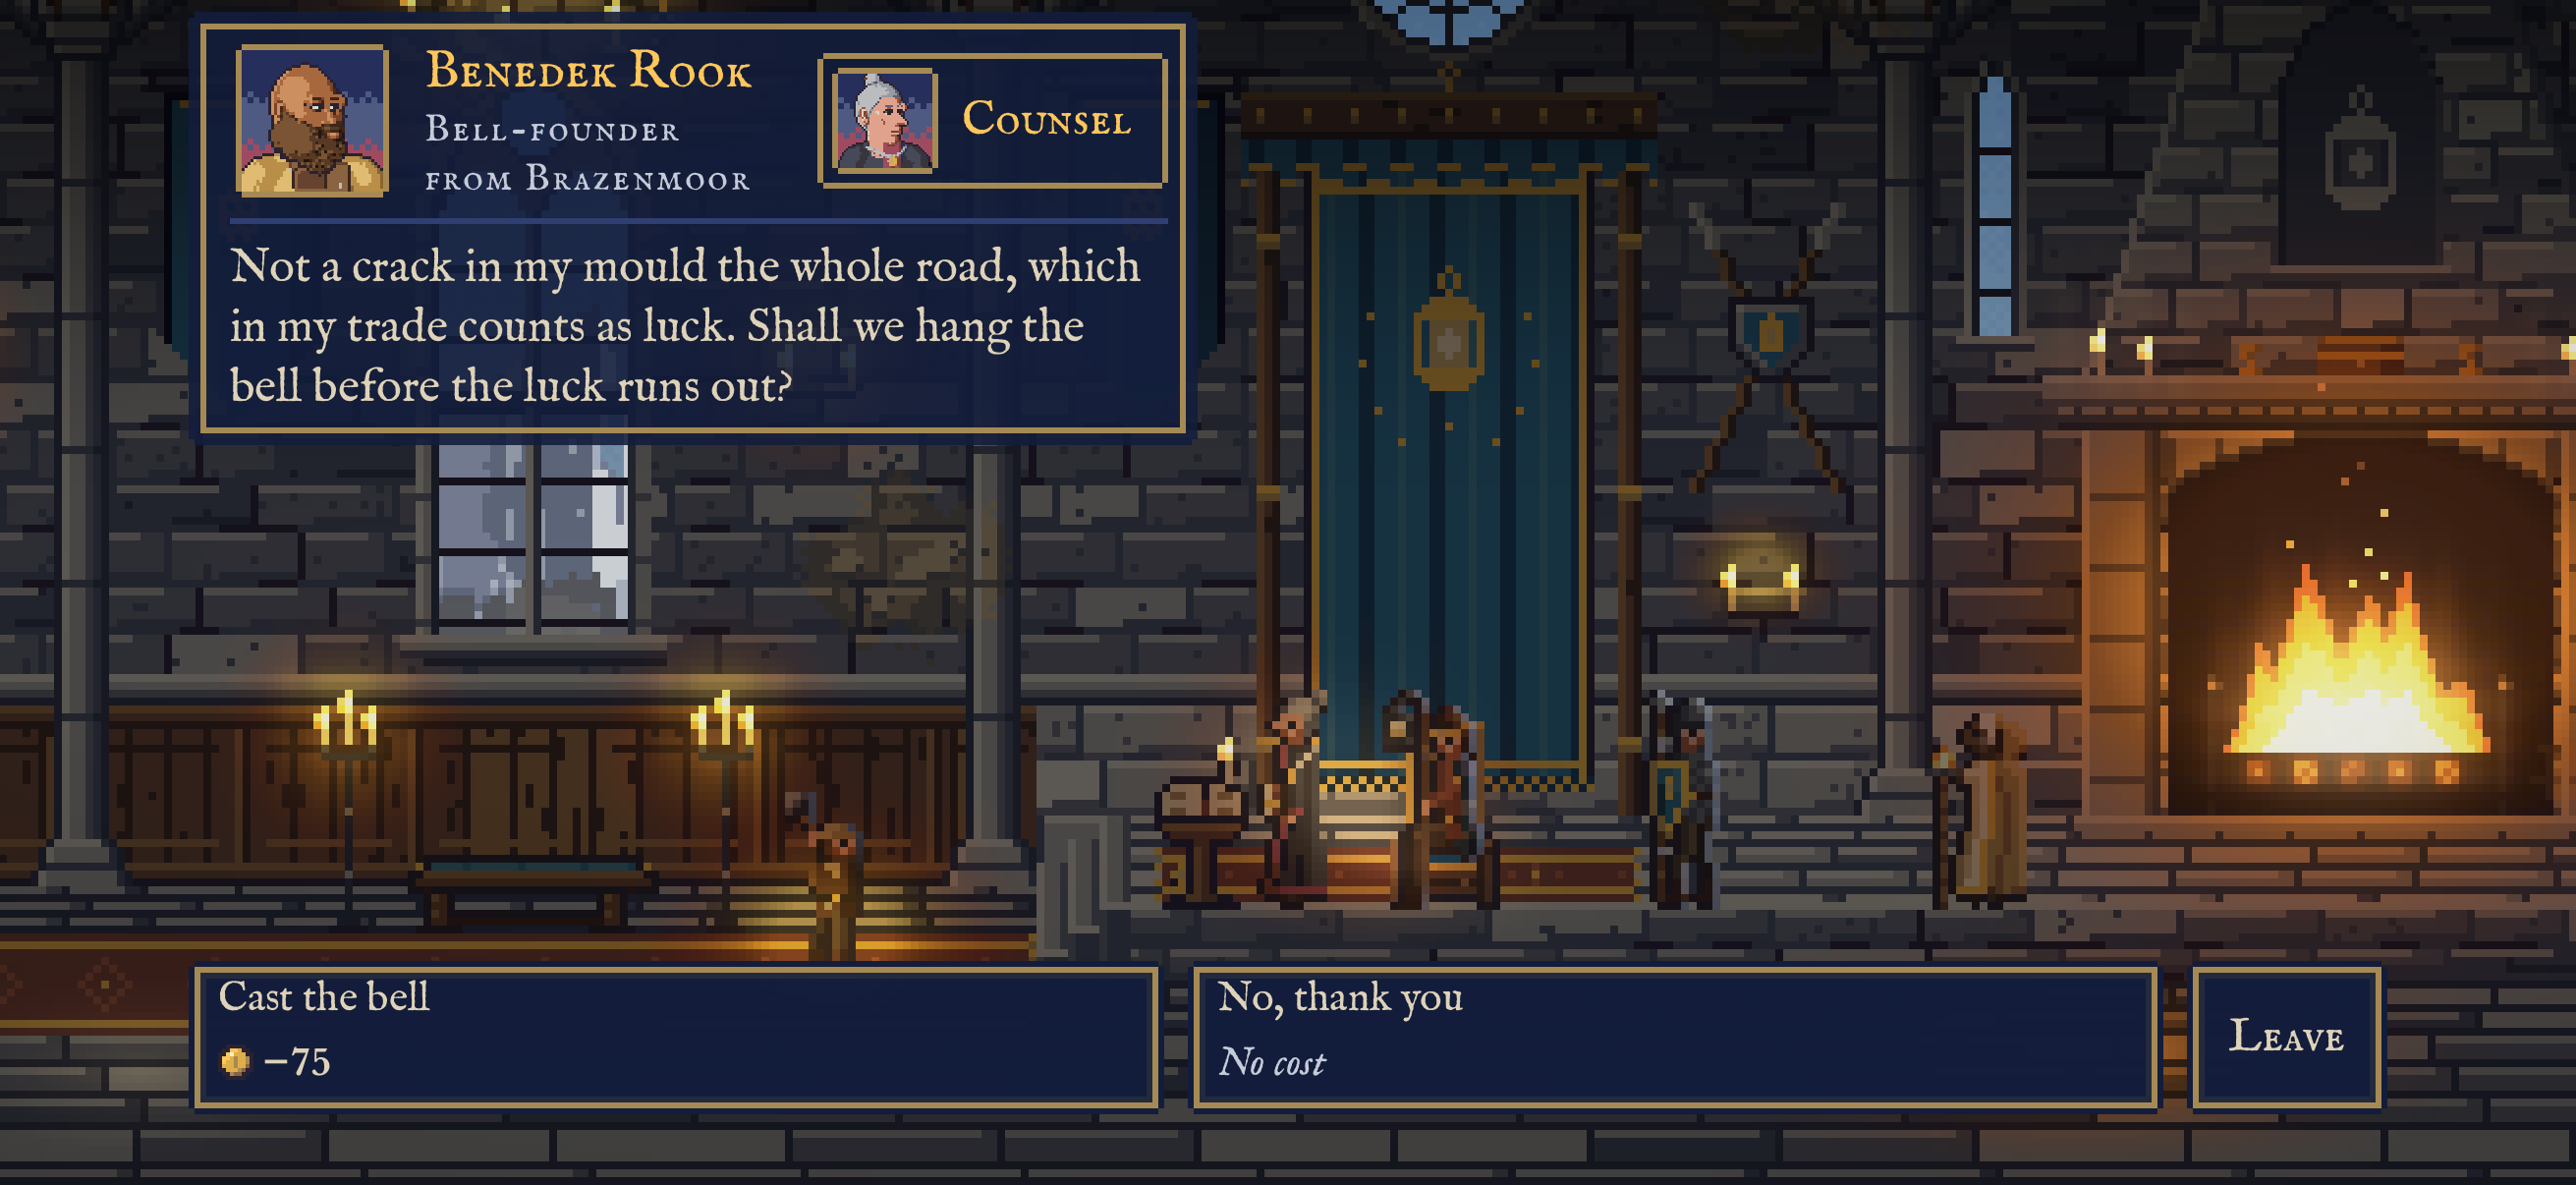 Benedek Rook
Bell-founder
from Brazenmoor
Counsel
Not a crack in my mould the whole road, which
in my trade counts as luck. Shall we hang the
bell before the luck runs out?
Cast the bell
−75
No, thank you
No cost
Leave